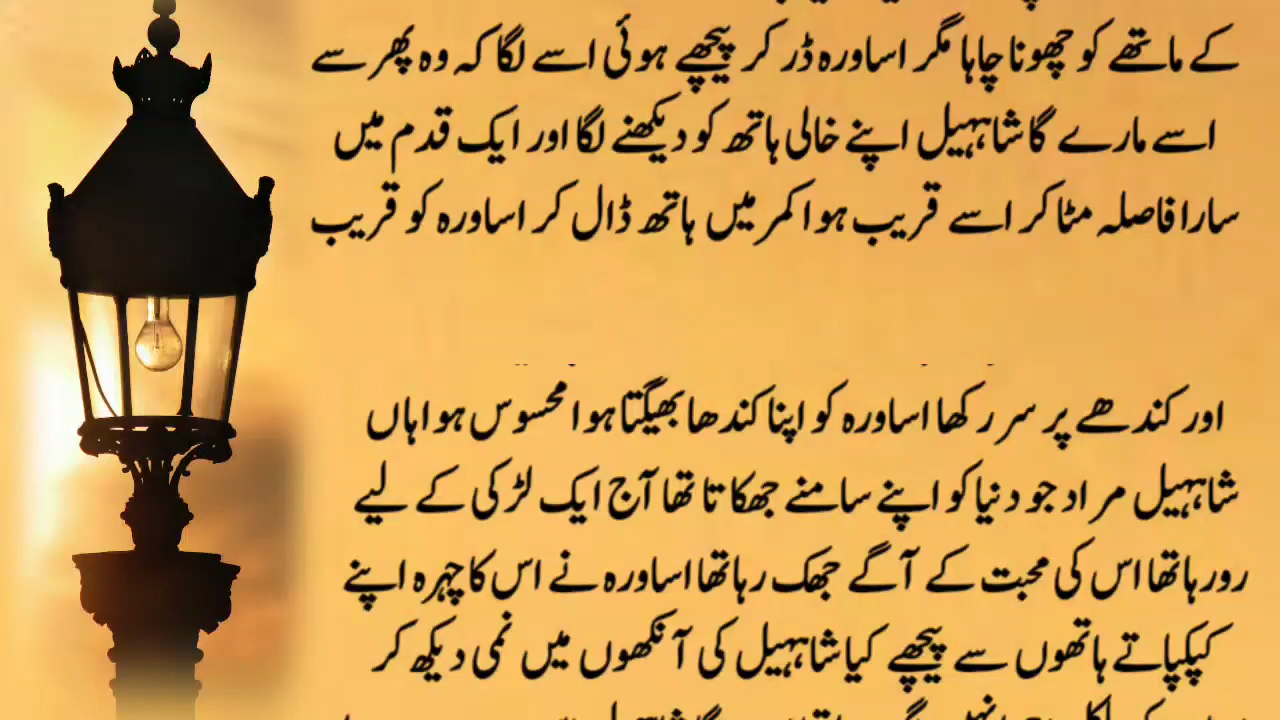 کے ماتھے کو چھونا چاہا مگر اساورہ ڈر کر پیچھے ہوئی اسے لگا کہ وہ پھر سے
اسے مارے گا شاہیل اپنے خالی ہاتھ کو دیکھنے لگا اور ایک قدم میں
سارا فاصلہ مٹا کر اسے قریب ہوا کمر میں ہاتھ ڈال کر اساورہ کو قریب
اور کندھے پر سر رکھا اساورہ کو اپنا کندھا بھیگتا ہوا محسوس ہوا ہاں
شاہیل مراد جو دنیا کو اپنے سامنے جھکاتا تھا آج ایک لڑکی کے لیے
رو رہا تھا اس کی محبت کے آگے جھک رہا تھا اساورہ نے اس کا چہرہ اپنے
کپکپاتے ہاتھوں سے پیچھے کیا شاہیل کی آنکھوں میں نمی دیکھ کر